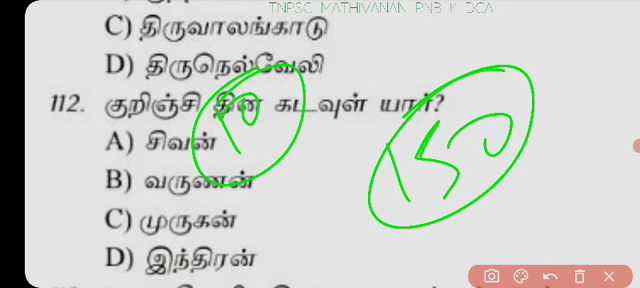 TNPSC MATHIVANAN PNB K DCA
C) திருவாலங்காடு
D) திருநெல்வேலி
112. குறிஞ்சி தின கடவுள் யார்?
A) சிவன்
B) வருணன்
C) முருகன்
D) இந்திரன்
10
150